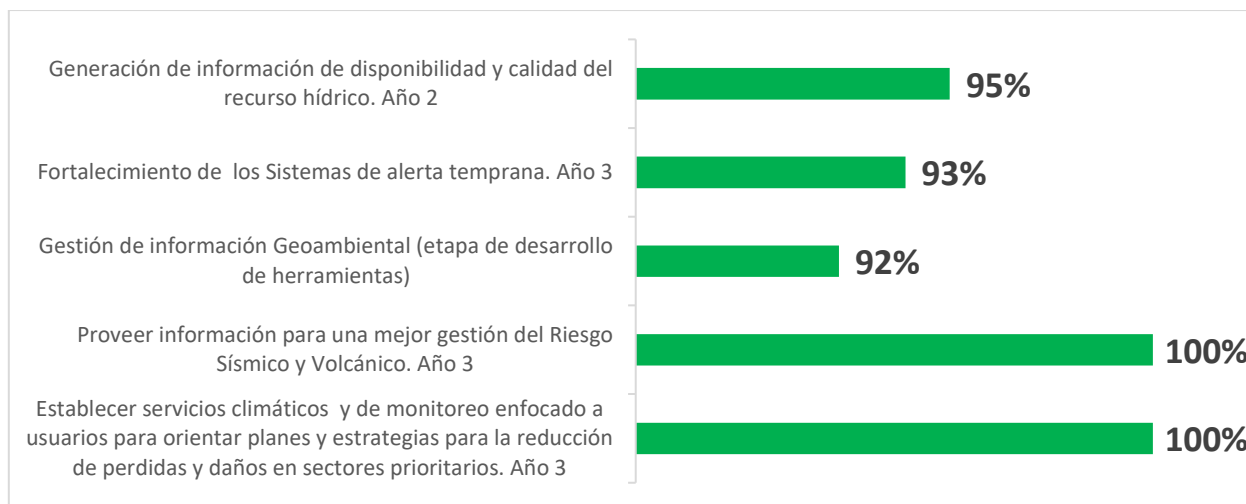 Generación de información de disponibilidad y calidad del
recurso hídrico. Año 2
95%
Fortalecimiento de  los Sistemas de alerta temprana. Año 3
93%
Gestión de información Geoambiental (etapa de desarrollo
de herramientas)
92%
Proveer información para una mejor gestión del Riesgo
Sísmico y Volcánico. Año 3
100%
Establecer servicios climáticos  y de monitoreo enfocado a
usuarios para orientar planes y estrategias para la reducción
de perdidas y daños en sectores prioritarios. Año 3
100%